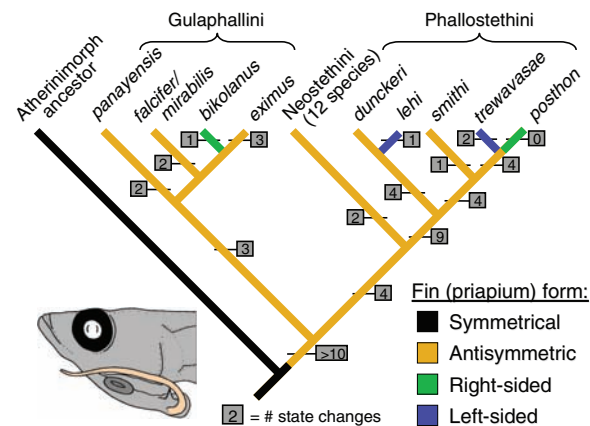 Gulaphallini
Phallostethini
Atherinimorph
ancestor
panayensis
falcifer/
mirabilis
bikolanus
eximus
Neostethini
(12 species)
dunckeri
lehi
smithi
trewavasae
posthon
1
3
1
2
0
2
1
4
2
4
4
2
9
3
4
>10
Fin (priapium) form:
Symmetrical
Antisymmetric
Right-sided
Left-sided
2 = # state changes